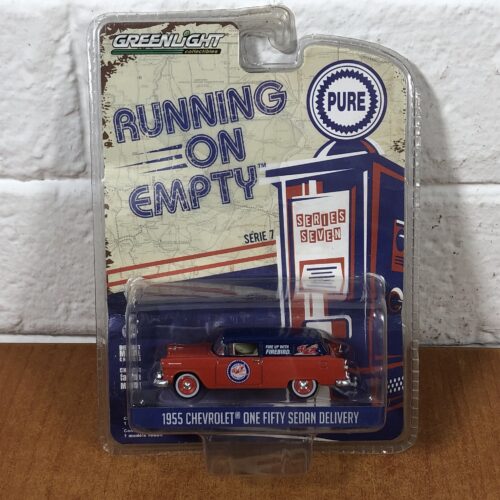 GREENLIGHT
collectibles
PURE
RUNNING
ON
EMPTY™
SÉRIE 7
SERIES
SEVEN
FIRE UP WITH
FIREBIRD.
1955 CHEVROLET® ONE FIFTY SEDAN DELIVERY